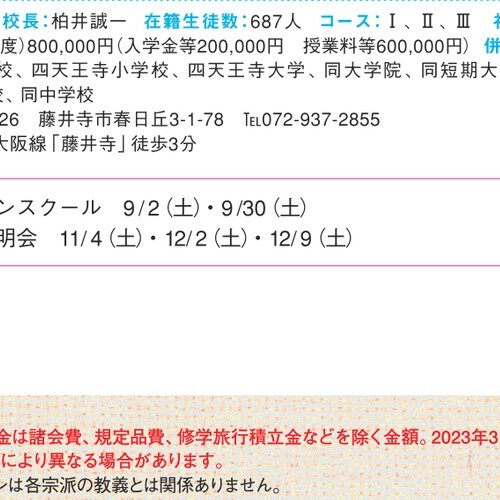 校長：柏井誠一 在籍生徒数：687人 コース：Ⅰ、Ⅱ、Ⅲ
度）800,000円（入学金等200,000円 授業料等600,000円） 併
校、四天王寺小学校、四天王寺大学、同大学院、同短期大
、同中学校
26 藤井寺市春日丘3-1-78 ℡072-937-2855
大阪線「藤井寺」徒歩3分
ンスクール 9/2（土）・9/30（土）
明会 11/4（土）・12/2（土）・12/9（土）
金は諸会費、規定品費、修学旅行積立金などを除く金額。2023年3
により異なる場合があります。
ンは各宗派の教義とは関係ありません。